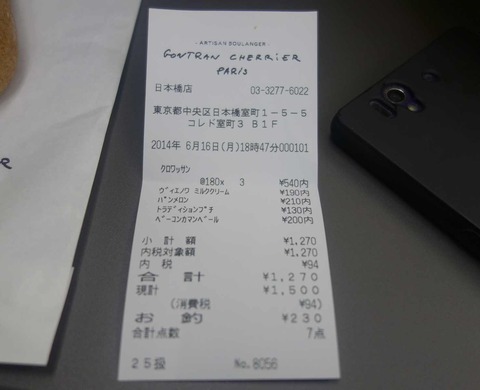 - ARTISAN BOULANGER -
GONTRAN CHERRIER
PARIS
日本橋店 03-3277-6022
東京都中央区日本橋室町1-5-5
コレド室町3 B1F
2014年 6月16日(月)18時47分000101
クロワッサン
@180x 3 ¥540内
ヴィエノワ ミルククリーム ¥190内
パンメロン ¥210内
トラディションプチ ¥130内
ベーコンカマンベール ¥200内
小計額 ¥1,270
内税対象額 ¥1,270
内税 ¥94
合計 ¥1,270
現計 ¥1,500
(消費税 ¥94)
お釣 ¥230
合計点数 7点
25扱 No.8056
ER